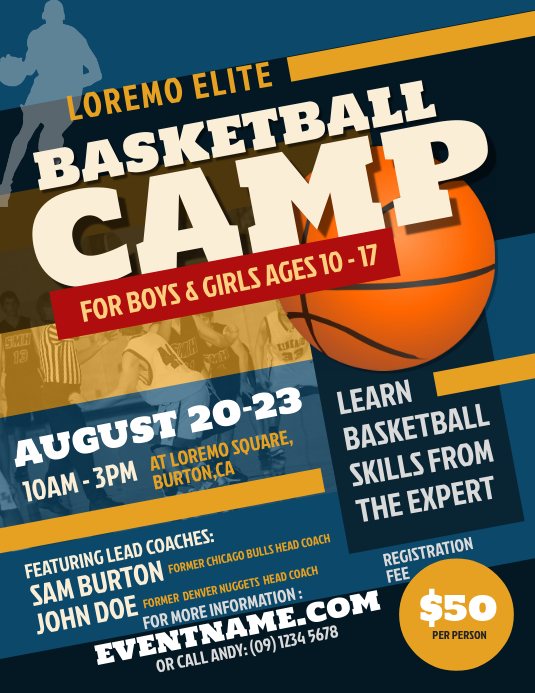 LOREMO ELITE
BASKETBALL
CAMP
FOR BOYS & GIRLS AGES 10 - 17
AUGUST 20-23
10AM - 3PM
AT LOREMO SQUARE,
BURTON,CA
LEARN
BASKETBALL
SKILLS FROM
THE EXPERT
FEATURING LEAD COACHES:
SAM BURTON FORMER CHICAGO BULLS HEAD COACH
JOHN DOE FORMER DENVER NUGGETS HEAD COACH
FOR MORE INFORMATION :
EVENTNAME.COM
OR CALL ANDY: (09) 1234 5678
REGISTRATION
FEE
$50
PER PERSON